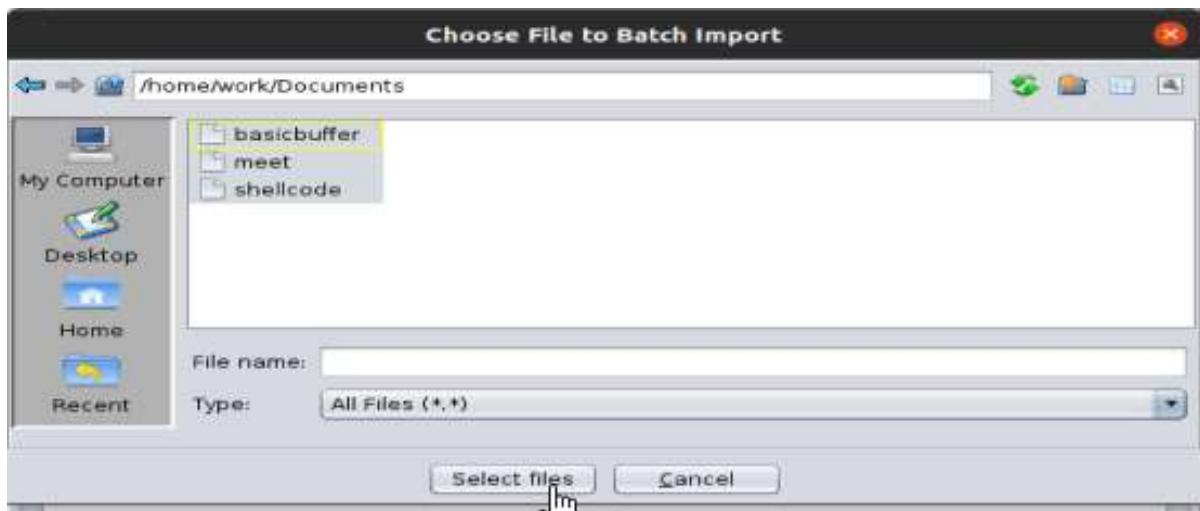 Choose File to Batch Import
/home/work/Documents
My Computer
Desktop
Home
Recent
basicbuffer
meet
shellcode
File name:
Type: All Files (*.*)
Select files Cancel